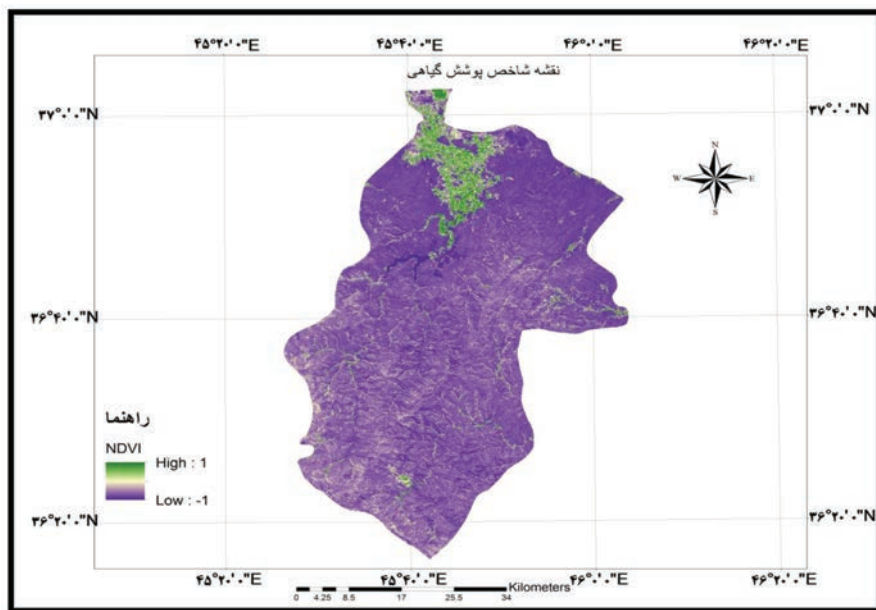 ۴۵°۲۰'۰"E ۴۵°۴۰'۰"E ۴۶°۰'۰"E ۴۶°۲۰'۰"E
نقشه شاخص پوشش گیاهی
۳۷°۰'۰"N ۳۷°۰'۰"N
N
W E
S
۳۶°۴۰'۰"N ۳۶°۴۰'۰"N
راهنما
NDVI
High : 1
Low : -1
۳۶°۲۰'۰"N ۳۶°۲۰'۰"N
۴۵°۲۰'۰"E ۴۵°۴۰'۰"E ۴۶°۰'۰"E ۴۶°۲۰'۰"E
Kilometers
0 4.25 8.5 17 25.5 34